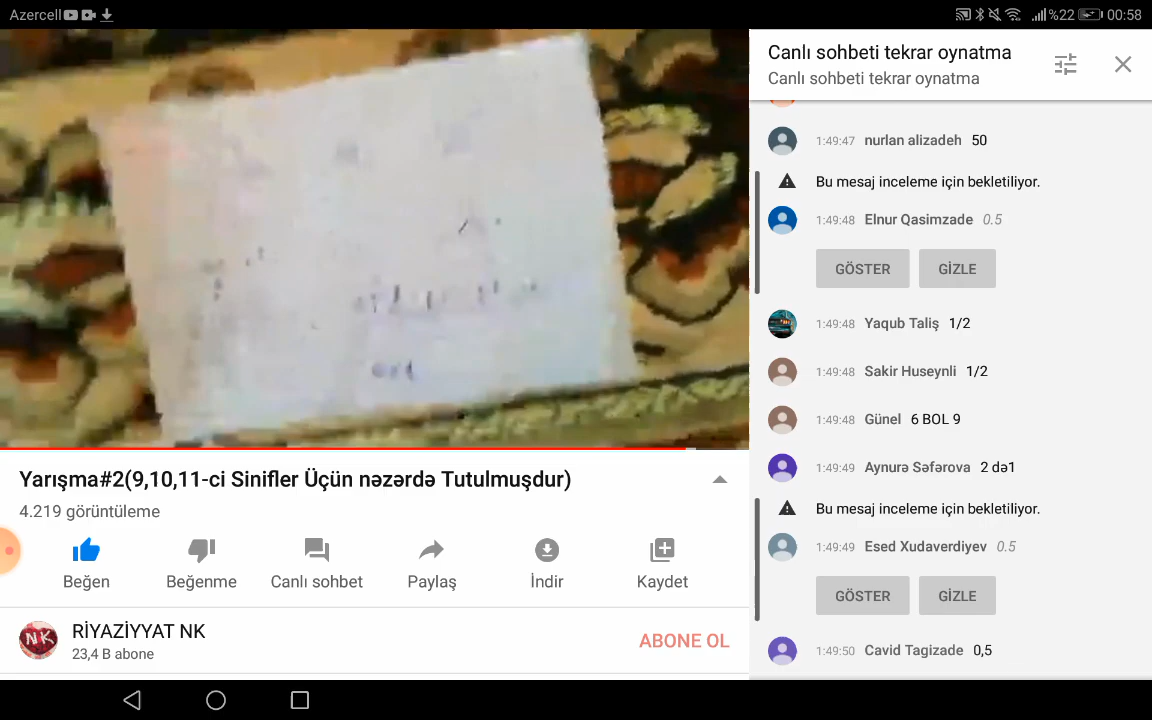 Azercell %22 00:58
Canlı sohbeti tekrar oynatma
Canlı sohbeti tekrar oynatma
1:49:47 nurlan alizadeh 50
Bu mesaj inceleme için bekletiliyor.
1:49:48 Elnur Qasimzade 0.5
GÖSTER GİZLE
1:49:48 Yaqub Taliş 1/2
1:49:48 Sakir Huseynli 1/2
1:49:48 Günel 6 BOL 9
1:49:49 Aynurə Səfərova 2 də1
Bu mesaj inceleme için bekletiliyor.
1:49:49 Esed Xudaverdiyev 0.5
GÖSTER GİZLE
1:49:50 Cavid Tagizade 0,5
Yarışma#2(9,10,11-ci Sinifler Üçün nəzərdə Tutulmuşdur)
4.219 görüntüleme
Beğen Beğenme Canlı sohbet Paylaş İndir Kaydet
NK
RİYAZİYYAT NK
23,4 B abone
ABONE OL